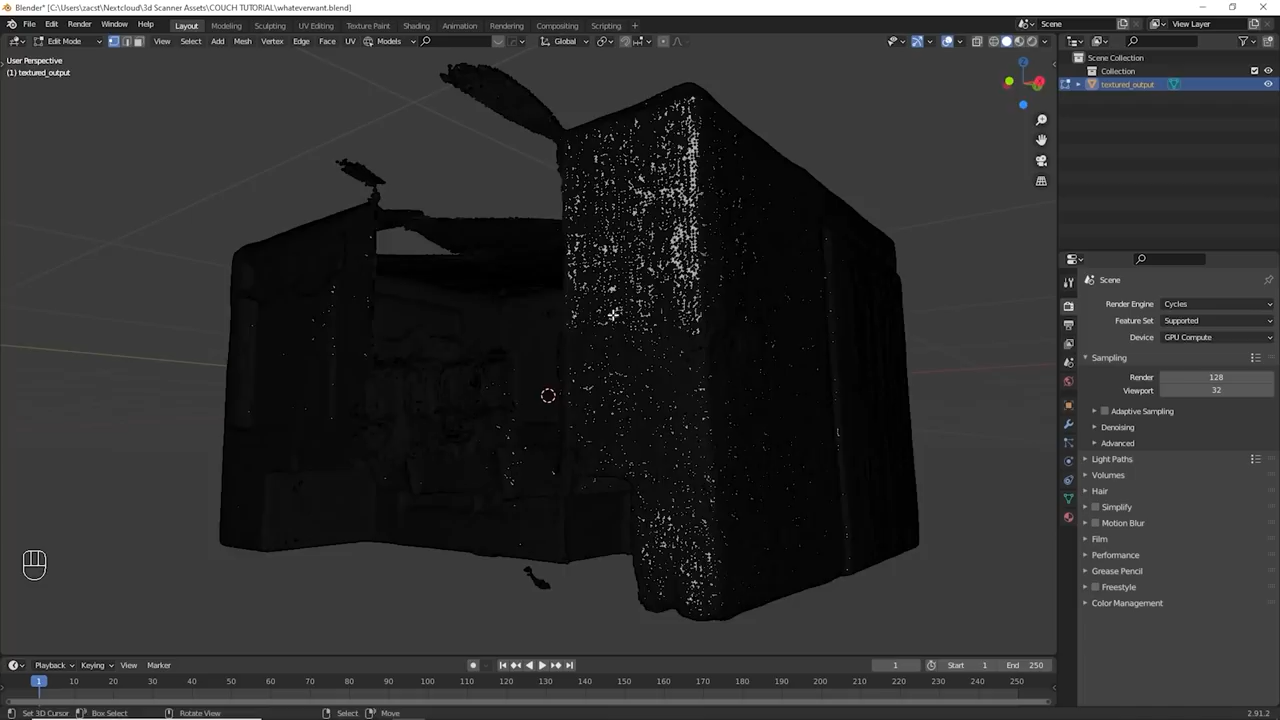 Blender* [C:\Users\zacst\Nextcloud\3d Scanner Assets\COUCH TUTORIAL\whateverwant.blend]
File Edit Render Window Help Layout Modeling Sculpting UV Editing Texture Paint Shading Animation Rendering Compositing Scripting + Scene View Layer
Edit Mode View Select Add Mesh Vertex Edge Face UV Models Global
User Perspective
(1) textured_output
Scene Collection
Collection
textured_output
Scene
Render Engine Cycles
Feature Set Supported
Device GPU Compute
Sampling
Render 128
Viewport 32
Adaptive Sampling
Denoising
Advanced
Light Paths
Volumes
Hair
Simplify
Motion Blur
Film
Performance
Grease Pencil
Freestyle
Color Management
Playback Keying View Marker 1 Start 1 End 250
1 10 20 30 40 50 60 70 80 90 100 110 120 130 140 150 160 170 180 190 200 210 220 230 240 250
Set 3D Cursor Box Select Rotate View Select Move 2.91.2